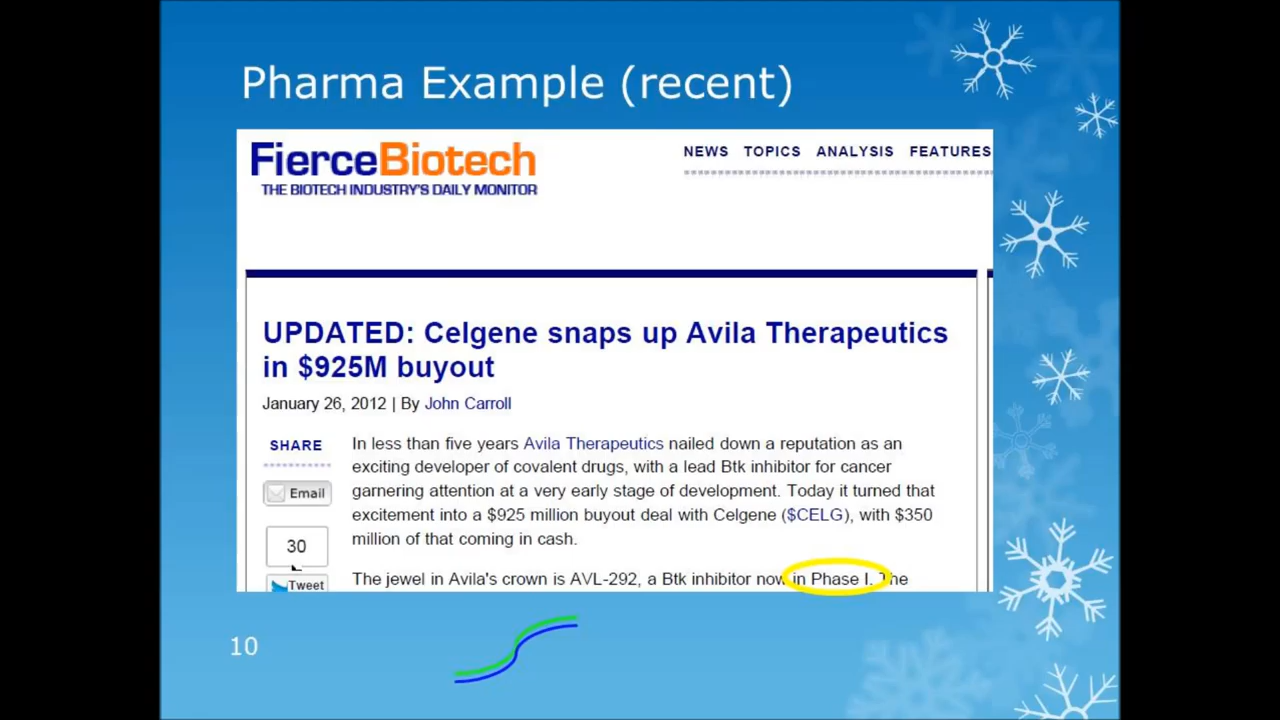 Pharma Example (recent)
FierceBiotech
THE BIOTECH INDUSTRY'S DAILY MONITOR
NEWS TOPICS ANALYSIS FEATURES
UPDATED: Celgene snaps up Avila Therapeutics
in $925M buyout
January 26, 2012 | By John Carroll
SHARE
Email
30
Tweet
In less than five years Avila Therapeutics nailed down a reputation as an
exciting developer of covalent drugs, with a lead Btk inhibitor for cancer
garnering attention at a very early stage of development. Today it turned that
excitement into a $925 million buyout deal with Celgene ($CELG), with $350
million of that coming in cash.
The jewel in Avila's crown is AVL-292, a Btk inhibitor now in Phase I. The
10